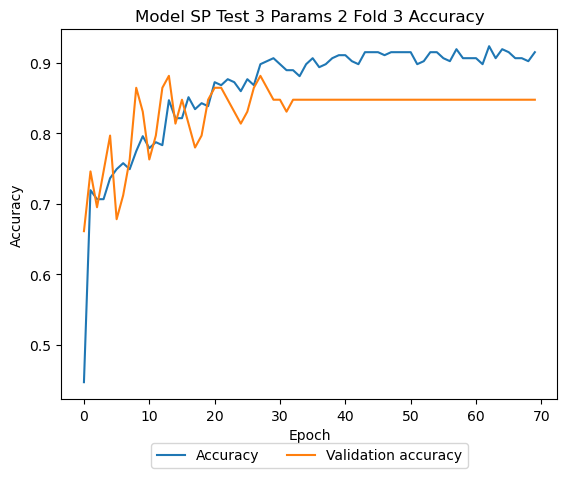 Model SP Test 3 Params 2 Fold 3 Accuracy
Accuracy
0.9
0.8
0.7
0.6
0.5
0 10 20 30 40 50 60 70
Epoch
Accuracy Validation accuracy